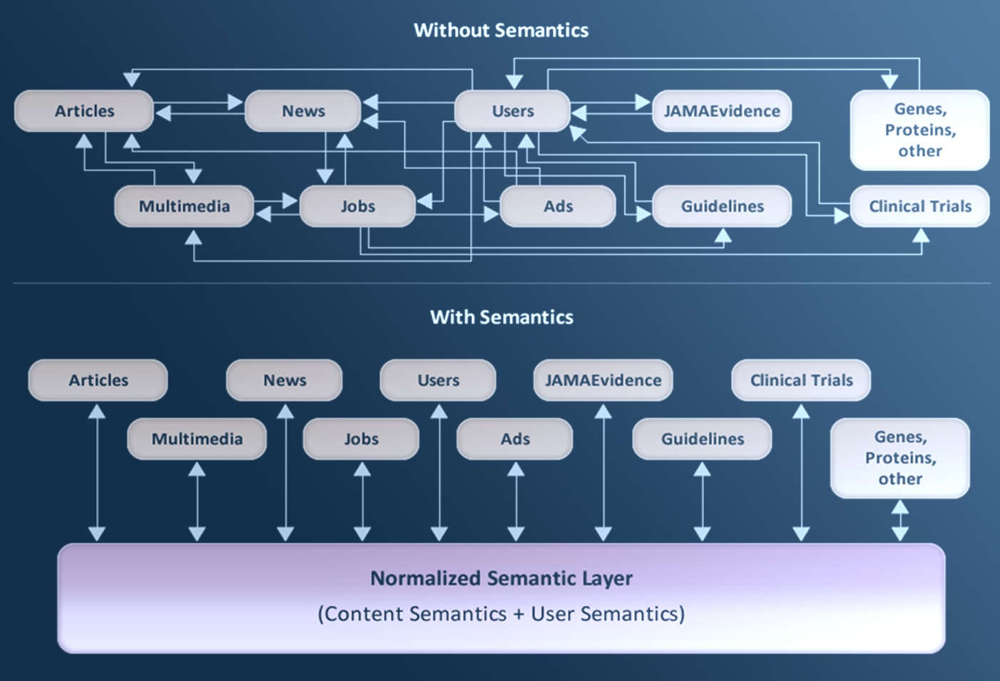 Without Semantics
Articles
News
Users
JAMAEvidence
Genes,
Proteins,
other
Multimedia
Jobs
Ads
Guidelines
Clinical Trials
With Semantics
Articles
News
Users
JAMAEvidence
Clinical Trials
Multimedia
Jobs
Ads
Guidelines
Genes,
Proteins,
other
Normalized Semantic Layer
(Content Semantics + User Semantics)